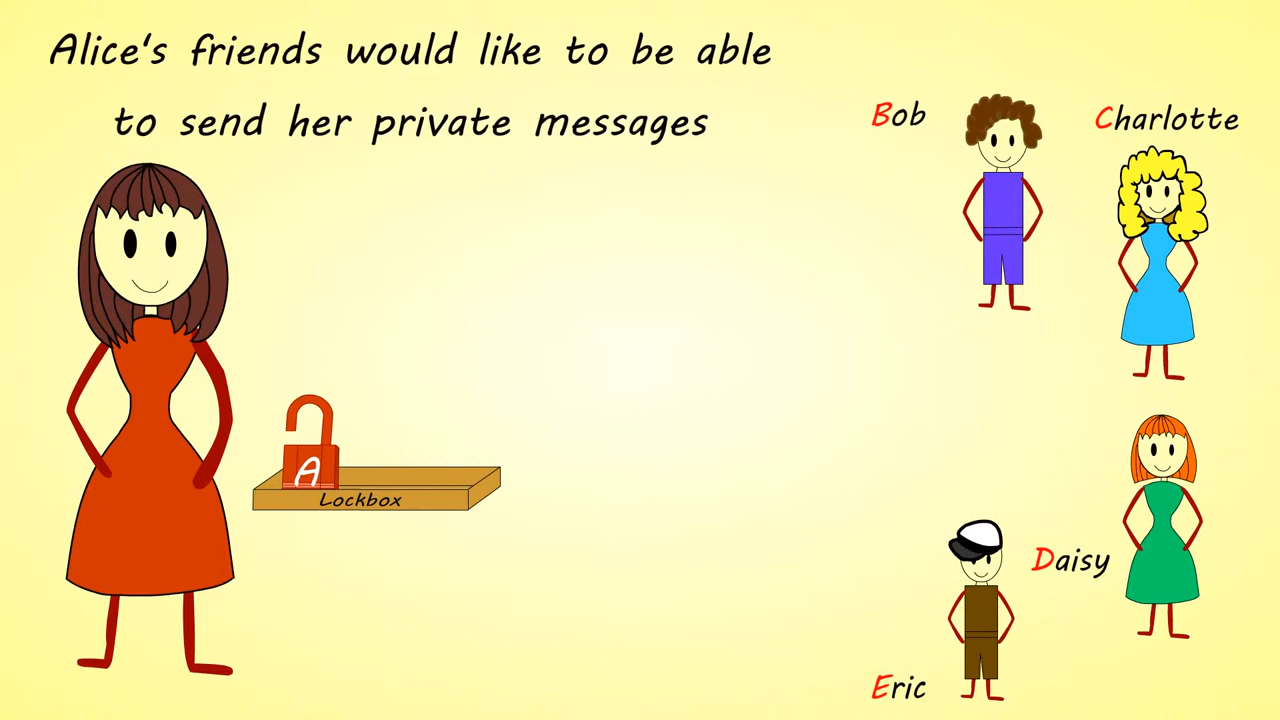 Alice's friends would like to be able
to send her private messages
Bob
Charlotte
A
Lockbox
Daisy
Eric